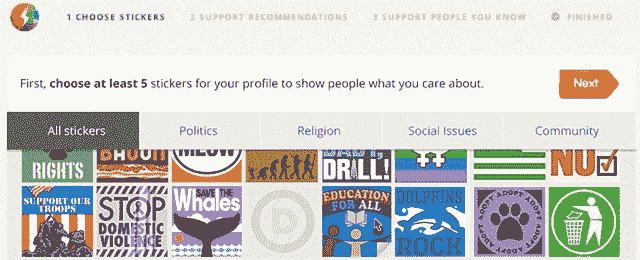 1 CHOOSE STICKERS
2 SUPPORT RECOMMENDATIONS
3 SUPPORT PEOPLE YOU KNOW
FINISHED
First, choose at least 5 stickers for your profile to show people what you care about.
Next
All stickers
Politics
Religion
Social Issues
Community
RIGHTS
MEOW
DRILL!
NO
SUPPORT OUR
TROOPS
STOP
DOMESTIC
VIOLENCE
SAVE THE
Whales
EDUCATION
FOR ALL
DOLPHINS
ROCK
ADOPT ADOPT ADOPT ADOPT ADOPT